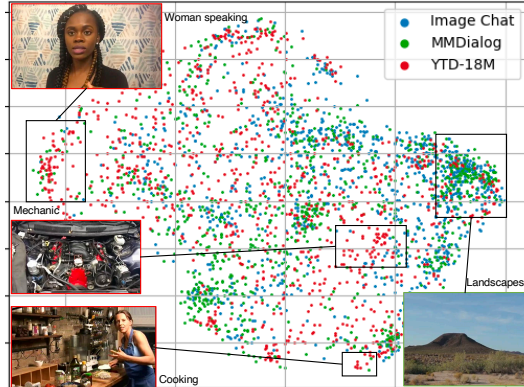 Woman speaking
Image Chat
MMDialog
YTD-18M
Mechanic
Landscapes
Cooking